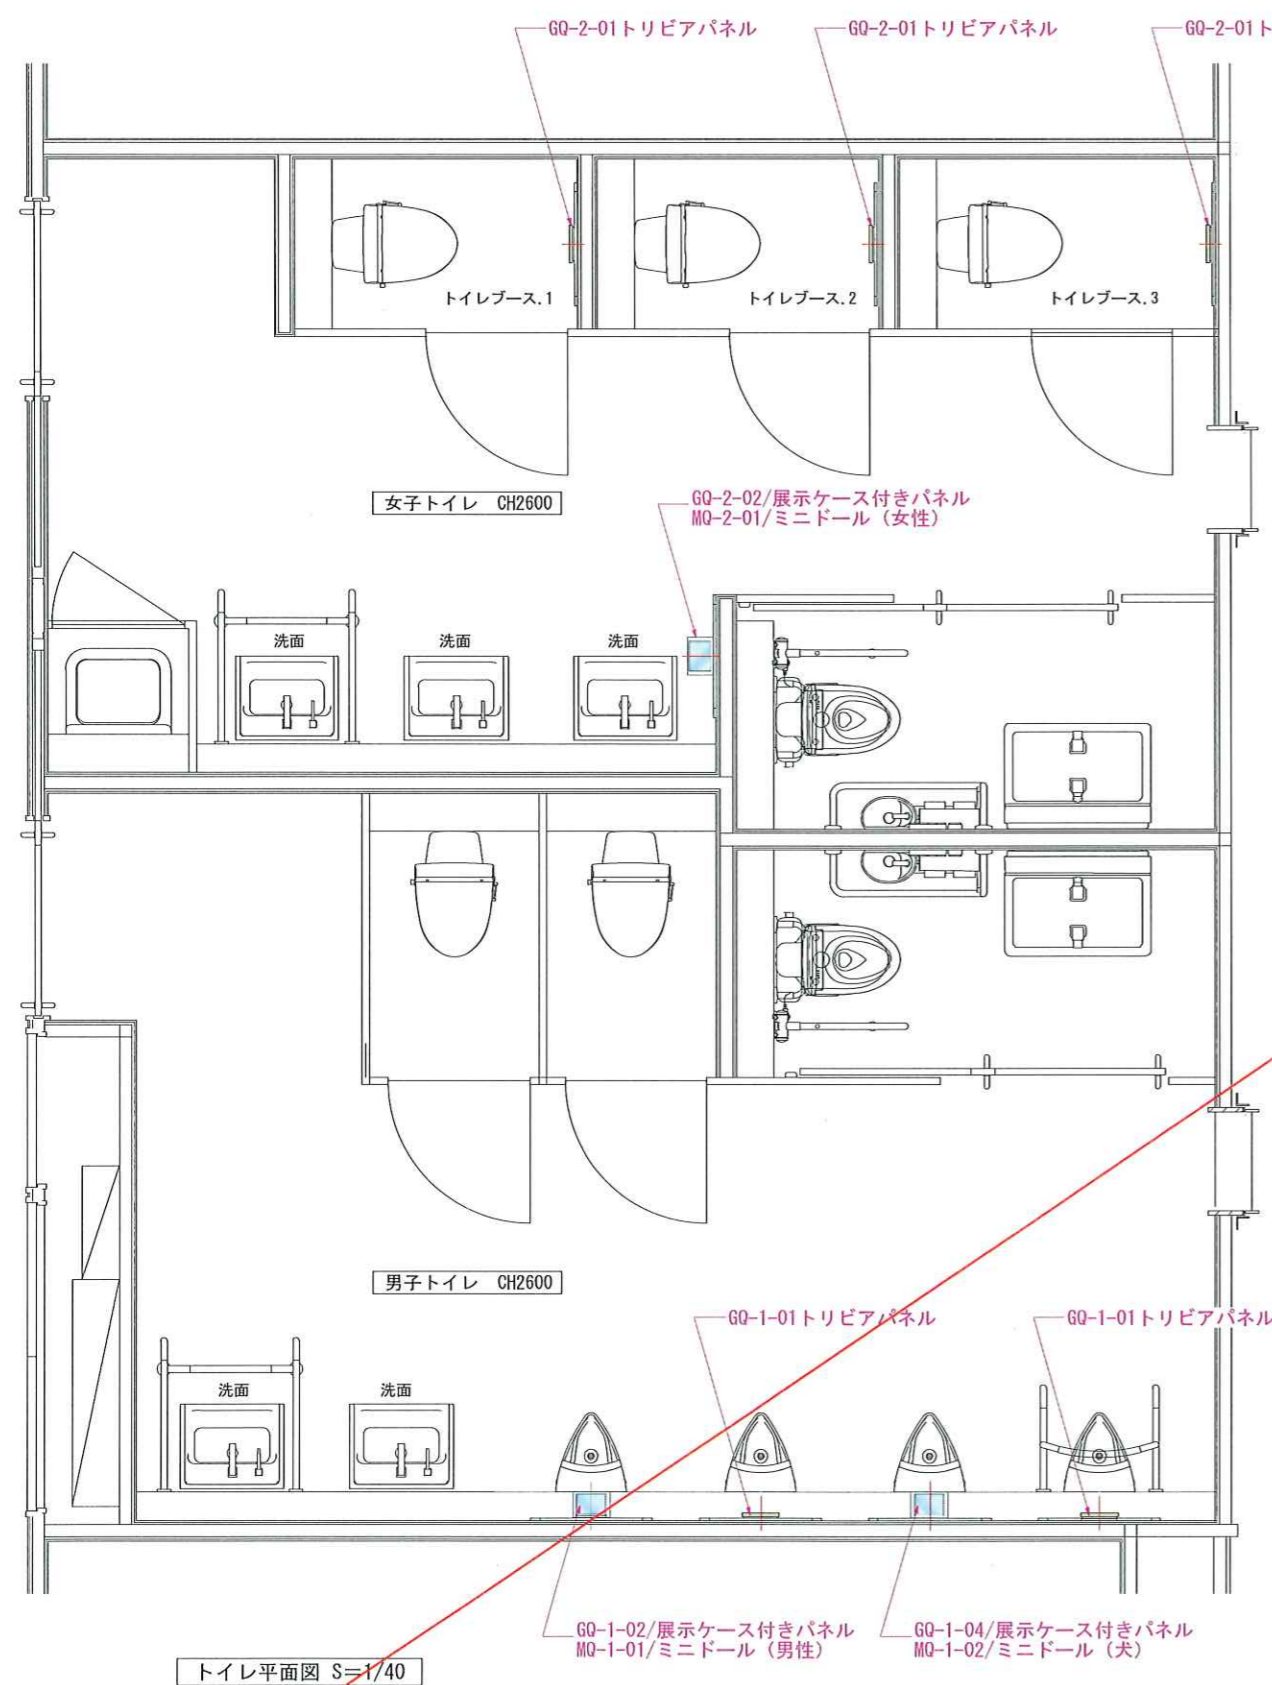 GQ-2-01トリビアパネル
GQ-2-01トリビアパネル
GQ-2-01ト
トイレブース.1
トイレブース.2
トイレブース.3
女子トイレ CH2600
GQ-2-02/展示ケース付きパネル
MQ-2-01/ミニドール（女性）
洗面
洗面
洗面
男子トイレ CH2600
GQ-1-01トリビアパネル
GQ-1-01トリビアパネル
洗面
洗面
GQ-1-02/展示ケース付きパネル
MQ-1-01/ミニドール（男性）
GQ-1-04/展示ケース付きパネル
MQ-1-02/ミニドール（犬）
トイレ平面図 S=1/40